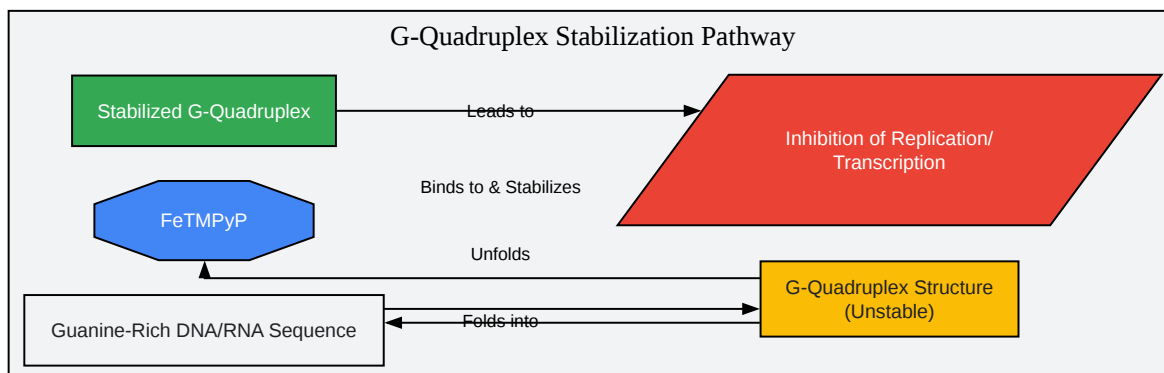 G-Quadruplex Stabilization Pathway
Stabilized G-Quadruplex
Leads to
Inhibition of Replication/
Transcription
Binds to & Stabilizes
FeTMPyP
Unfolds
G-Quadruplex Structure
(Unstable)
Guanine-Rich DNA/RNA Sequence
Folds into